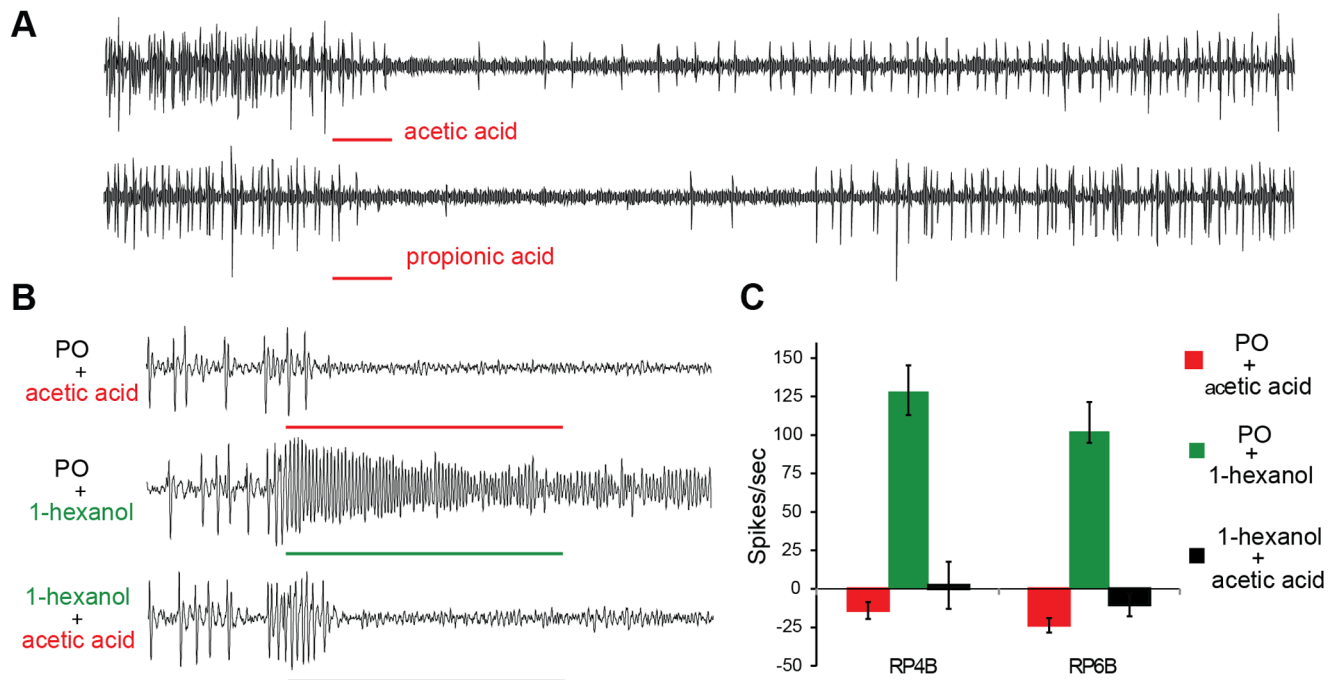 A
acetic acid
propionic acid
B
PO
+
acetic acid
PO
+
1-hexanol
1-hexanol
+
acetic acid
C
Spikes/sec
150
125
100
75
50
25
0
-25
-50
RP4B
RP6B
PO
+
acetic acid
PO
+
1-hexanol
1-hexanol
+
acetic acid